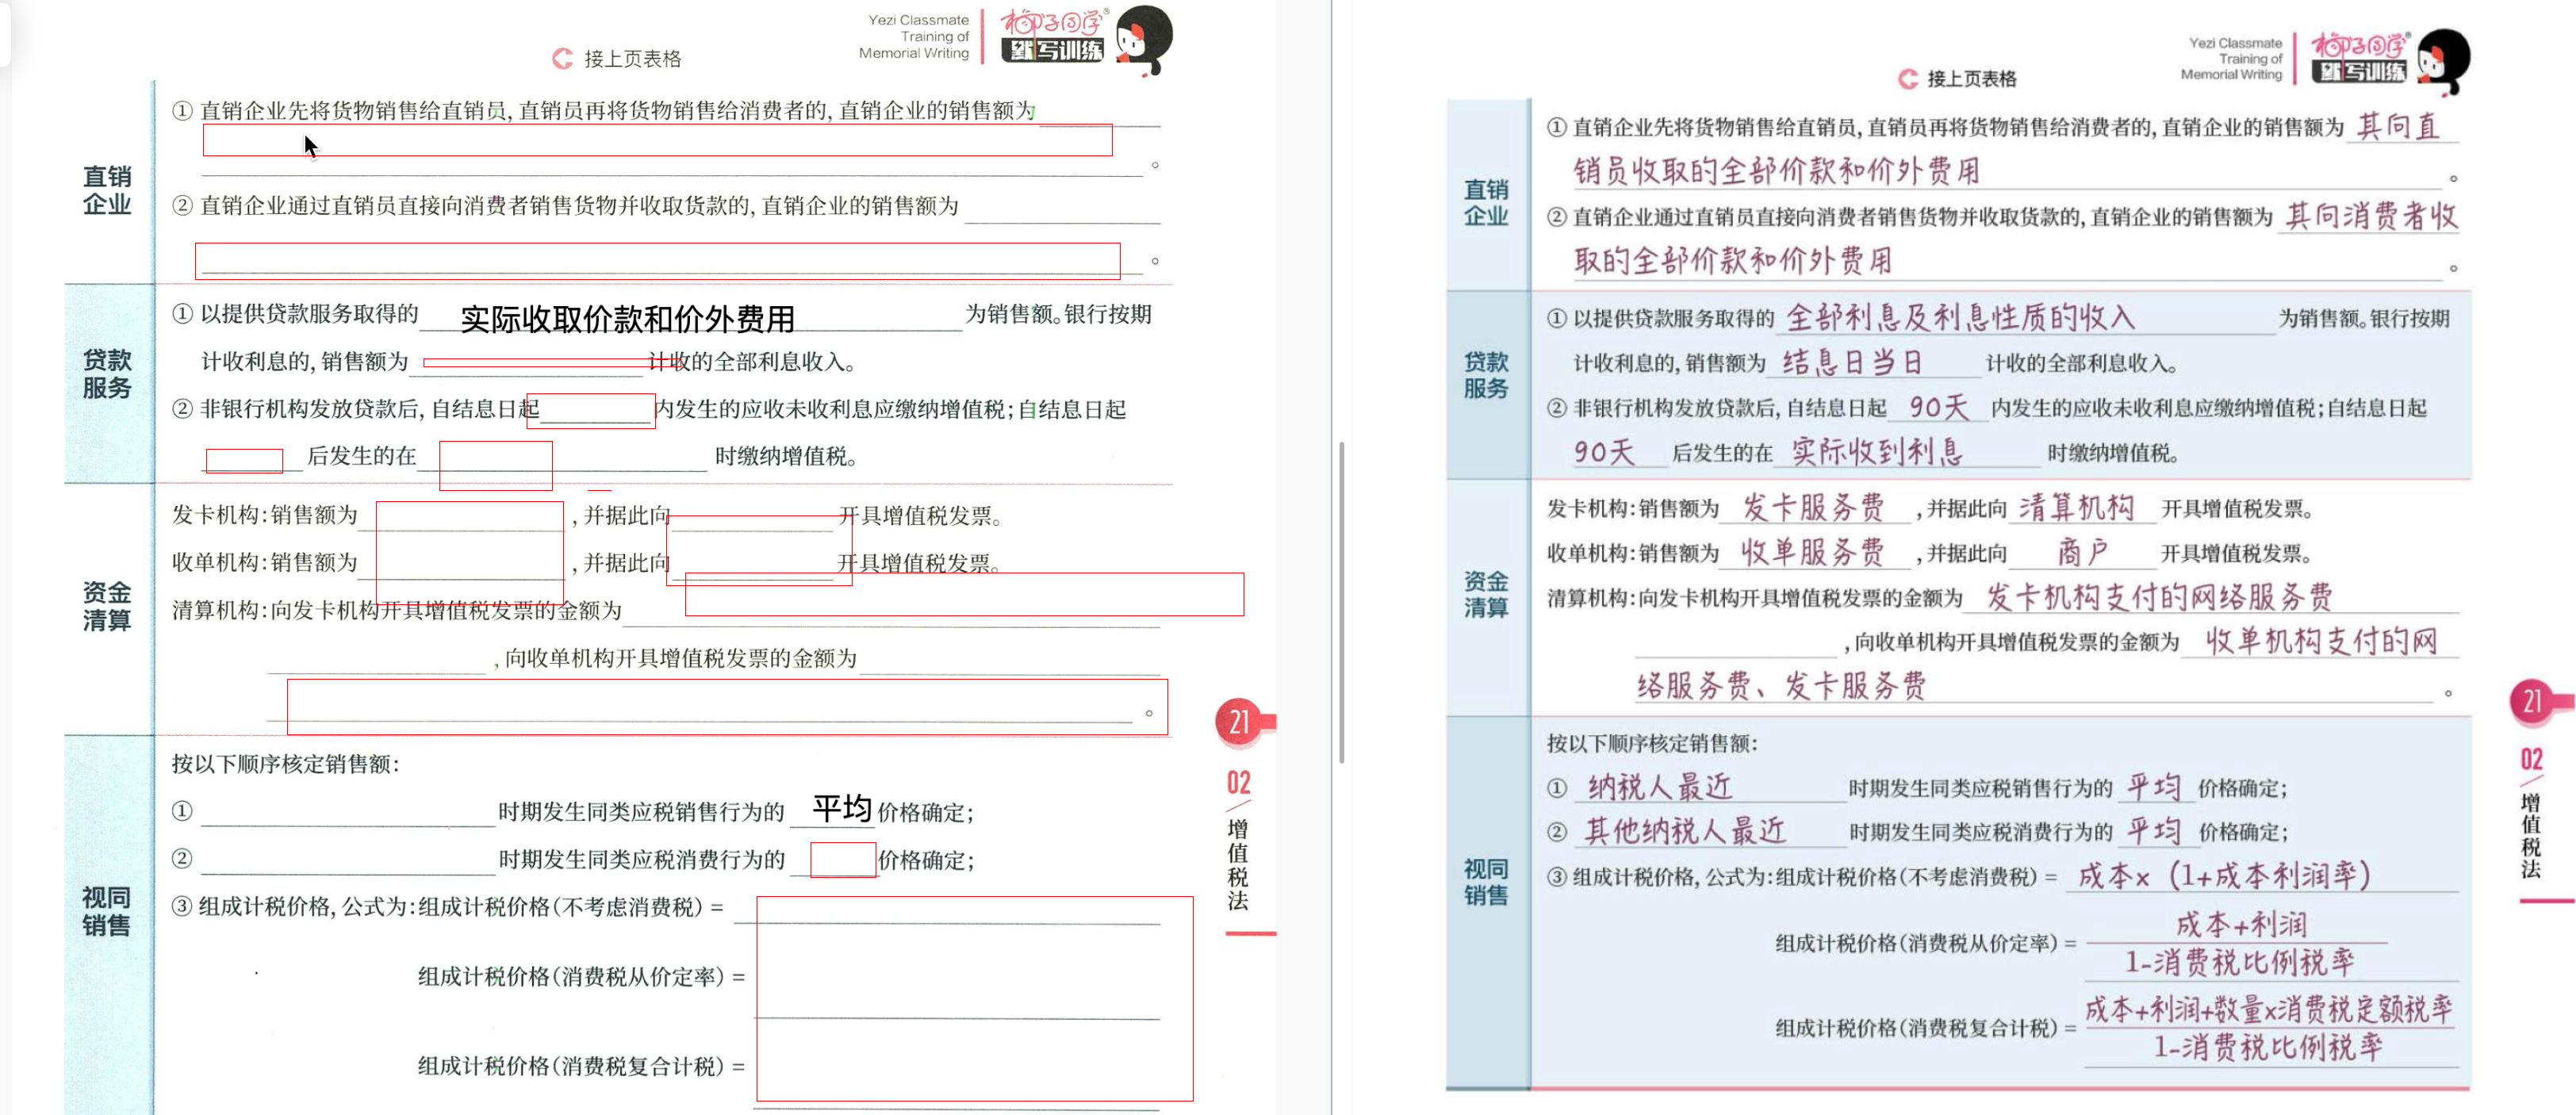 Yezi Classmate
Training of
Memorial Writing
椰子同学
默写训练
接上页表格
直销
企业
① 直销企业先将货物销售给直销员,直销员再将货物销售给消费者的,直销企业的销售额为
。
② 直销企业通过直销员直接向消费者销售货物并收取货款的,直销企业的销售额为
。
贷款
服务
① 以提供贷款服务取得的 实际收取价款和价外费用 为销售额。银行按期
计收利息的,销售额为 计收的全部利息收入。
② 非银行机构发放贷款后,自结息日起 内发生的应收未收利息应缴纳增值税;自结息日起
后发生的在 时缴纳增值税。
资金
清算
发卡机构:销售额为 ,并据此向 开具增值税发票。
收单机构:销售额为 ,并据此向 开具增值税发票。
清算机构:向发卡机构开具增值税发票的金额为
,向收单机构开具增值税发票的金额为
。
视同
销售
按以下顺序核定销售额:
① 时期发生同类应税销售行为的 平均 价格确定;
② 时期发生同类应税消费行为的 价格确定;
③ 组成计税价格,公式为:组成计税价格(不考虑消费税)=
组成计税价格(消费税从价定率)=
组成计税价格(消费税复合计税)=
21
02
增值税法
Yezi Classmate
Training of
Memorial Writing
椰子同学
默写训练
接上页表格
直销
企业
① 直销企业先将货物销售给直销员,直销员再将货物销售给消费者的,直销企业的销售额为 其向直
销员收取的全部价款和价外费用 。
② 直销企业通过直销员直接向消费者销售货物并收取货款的,直销企业的销售额为 其向消费者收
取的全部价款和价外费用 。
贷款
服务
① 以提供贷款服务取得的 全部利息及利息性质的收入 为销售额。银行按期
计收利息的,销售额为 结息日当日 计收的全部利息收入。
② 非银行机构发放贷款后,自结息日起 90天 内发生的应收未收利息应缴纳增值税;自结息日起
90天 后发生的在 实际收到利息 时缴纳增值税。
资金
清算
发卡机构:销售额为 发卡服务费 ,并据此向 清算机构 开具增值税发票。
收单机构:销售额为 收单服务费 ,并据此向 商户 开具增值税发票。
清算机构:向发卡机构开具增值税发票的金额为 发卡机构支付的网络服务费
,向收单机构开具增值税发票的金额为 收单机构支付的网
络服务费、发卡服务费 。
视同
销售
按以下顺序核定销售额:
① 纳税人最近 时期发生同类应税销售行为的 平均 价格确定;
② 其他纳税人最近 时期发生同类应税消费行为的 平均 价格确定;
③ 组成计税价格,公式为:组成计税价格(不考虑消费税)= 成本×(1+成本利润率)
成本+利润
组成计税价格(消费税从价定率)=
1-消费税比例税率
成本+利润+数量×消费税定额税率
组成计税价格(消费税复合计税)=
1-消费税比例税率
21
02
增值税法